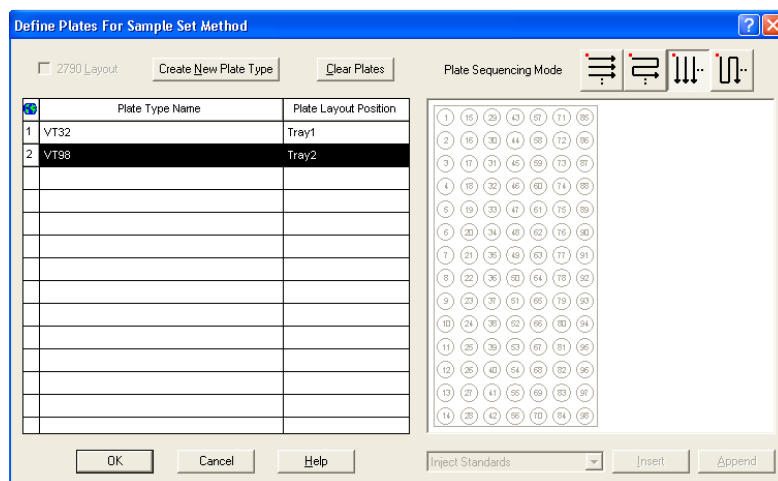 Define Plates For Sample Set Method
2790 Layout
Create New Plate Type
Clear Plates
Plate Sequencing Mode
Plate Type Name Plate Layout Position
1 VT32 Tray1
2 VT98 Tray2
1 15 29 43 57 71 85
2 16 30 44 58 72 86
3 17 31 45 59 73 87
4 18 32 46 60 74 88
5 19 33 47 61 75 89
6 20 34 48 62 76 90
7 21 35 49 63 77 91
8 22 36 50 64 78 92
9 23 37 51 65 79 93
10 24 38 52 66 80 94
11 25 39 53 67 81 95
12 26 40 54 68 82 96
13 27 41 55 69 83 97
14 28 42 56 70 84 98
OK Cancel Help
Inject Standards Insert Append